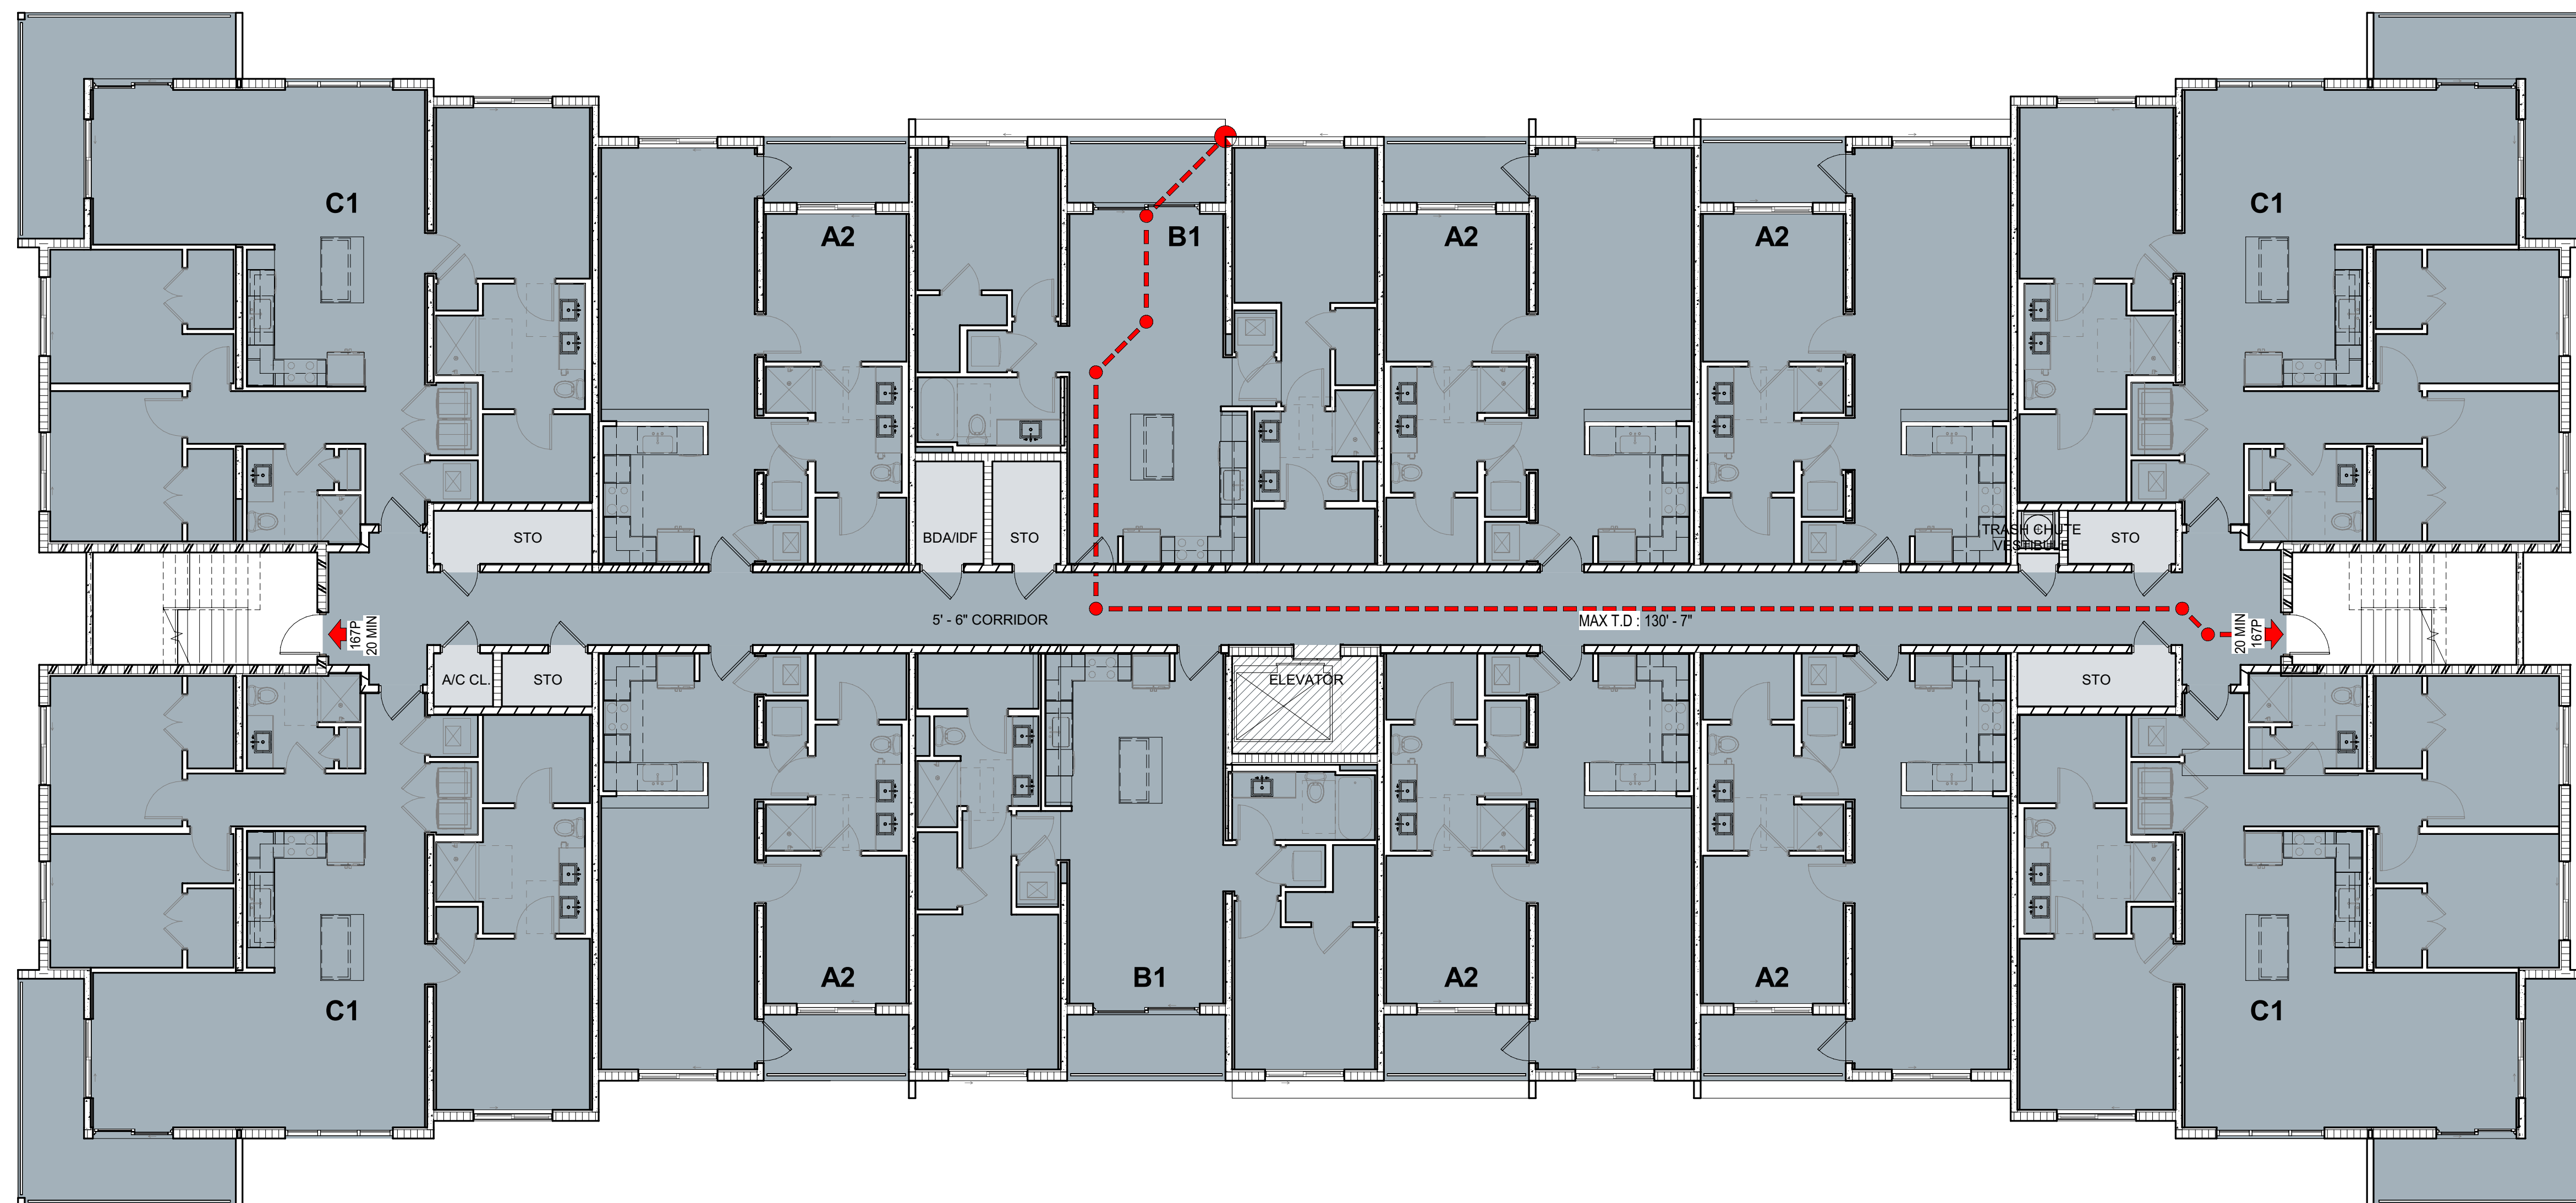 C1
C1
A2
B1
A2
A2
STO
BDA/IDF
STO
TRASH CHUTE
VESTIBULE
STO
5' - 6" CORRIDOR
MAX T.D : 130' - 7"
167P
20 MIN
20 MIN
167P
A/C CL.
STO
ELEVATOR
STO
A2
B1
A2
A2
C1
C1